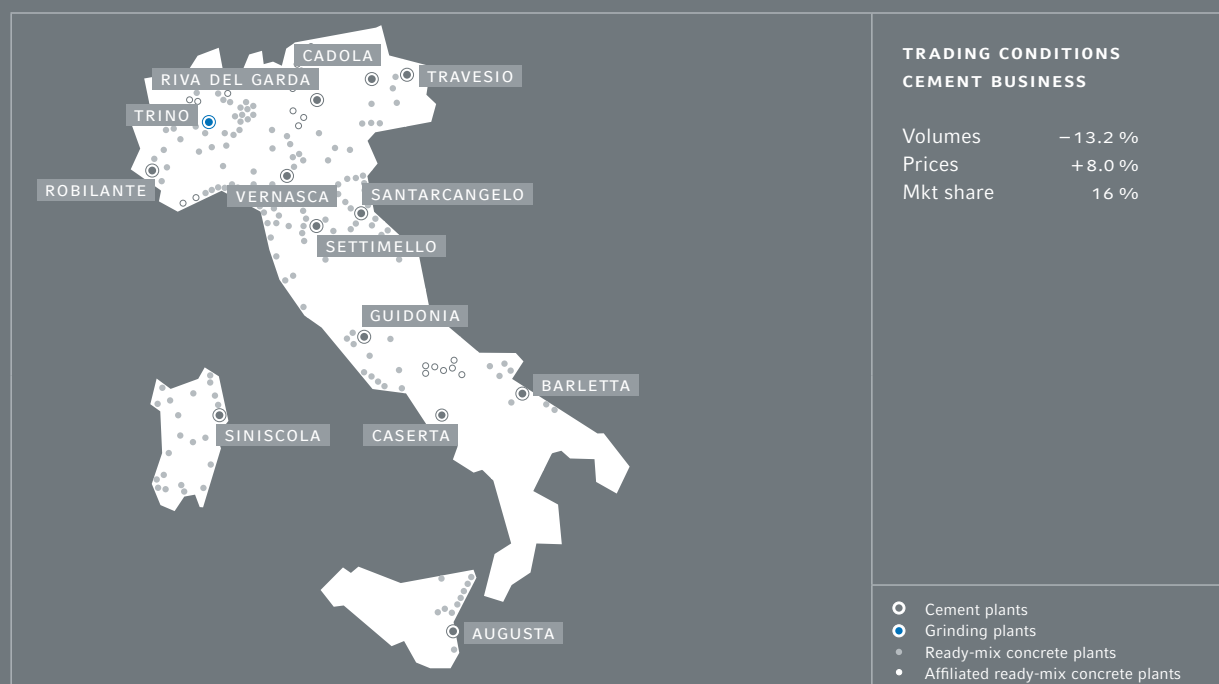 CADOLA
RIVA DEL GARDA
TRAVESIO
TRINO
ROBILANTE
VERNASCA
SANTARCANGELO
SETTIMELLO
GUIDONIA
BARLETTA
SINISCOLA
CASERTA
AUGUSTA
TRADING CONDITIONS
CEMENT BUSINESS
Volumes −13.2 %
Prices +8.0 %
Mkt share 16 %
Cement plants
Grinding plants
Ready-mix concrete plants
Affiliated ready-mix concrete plants